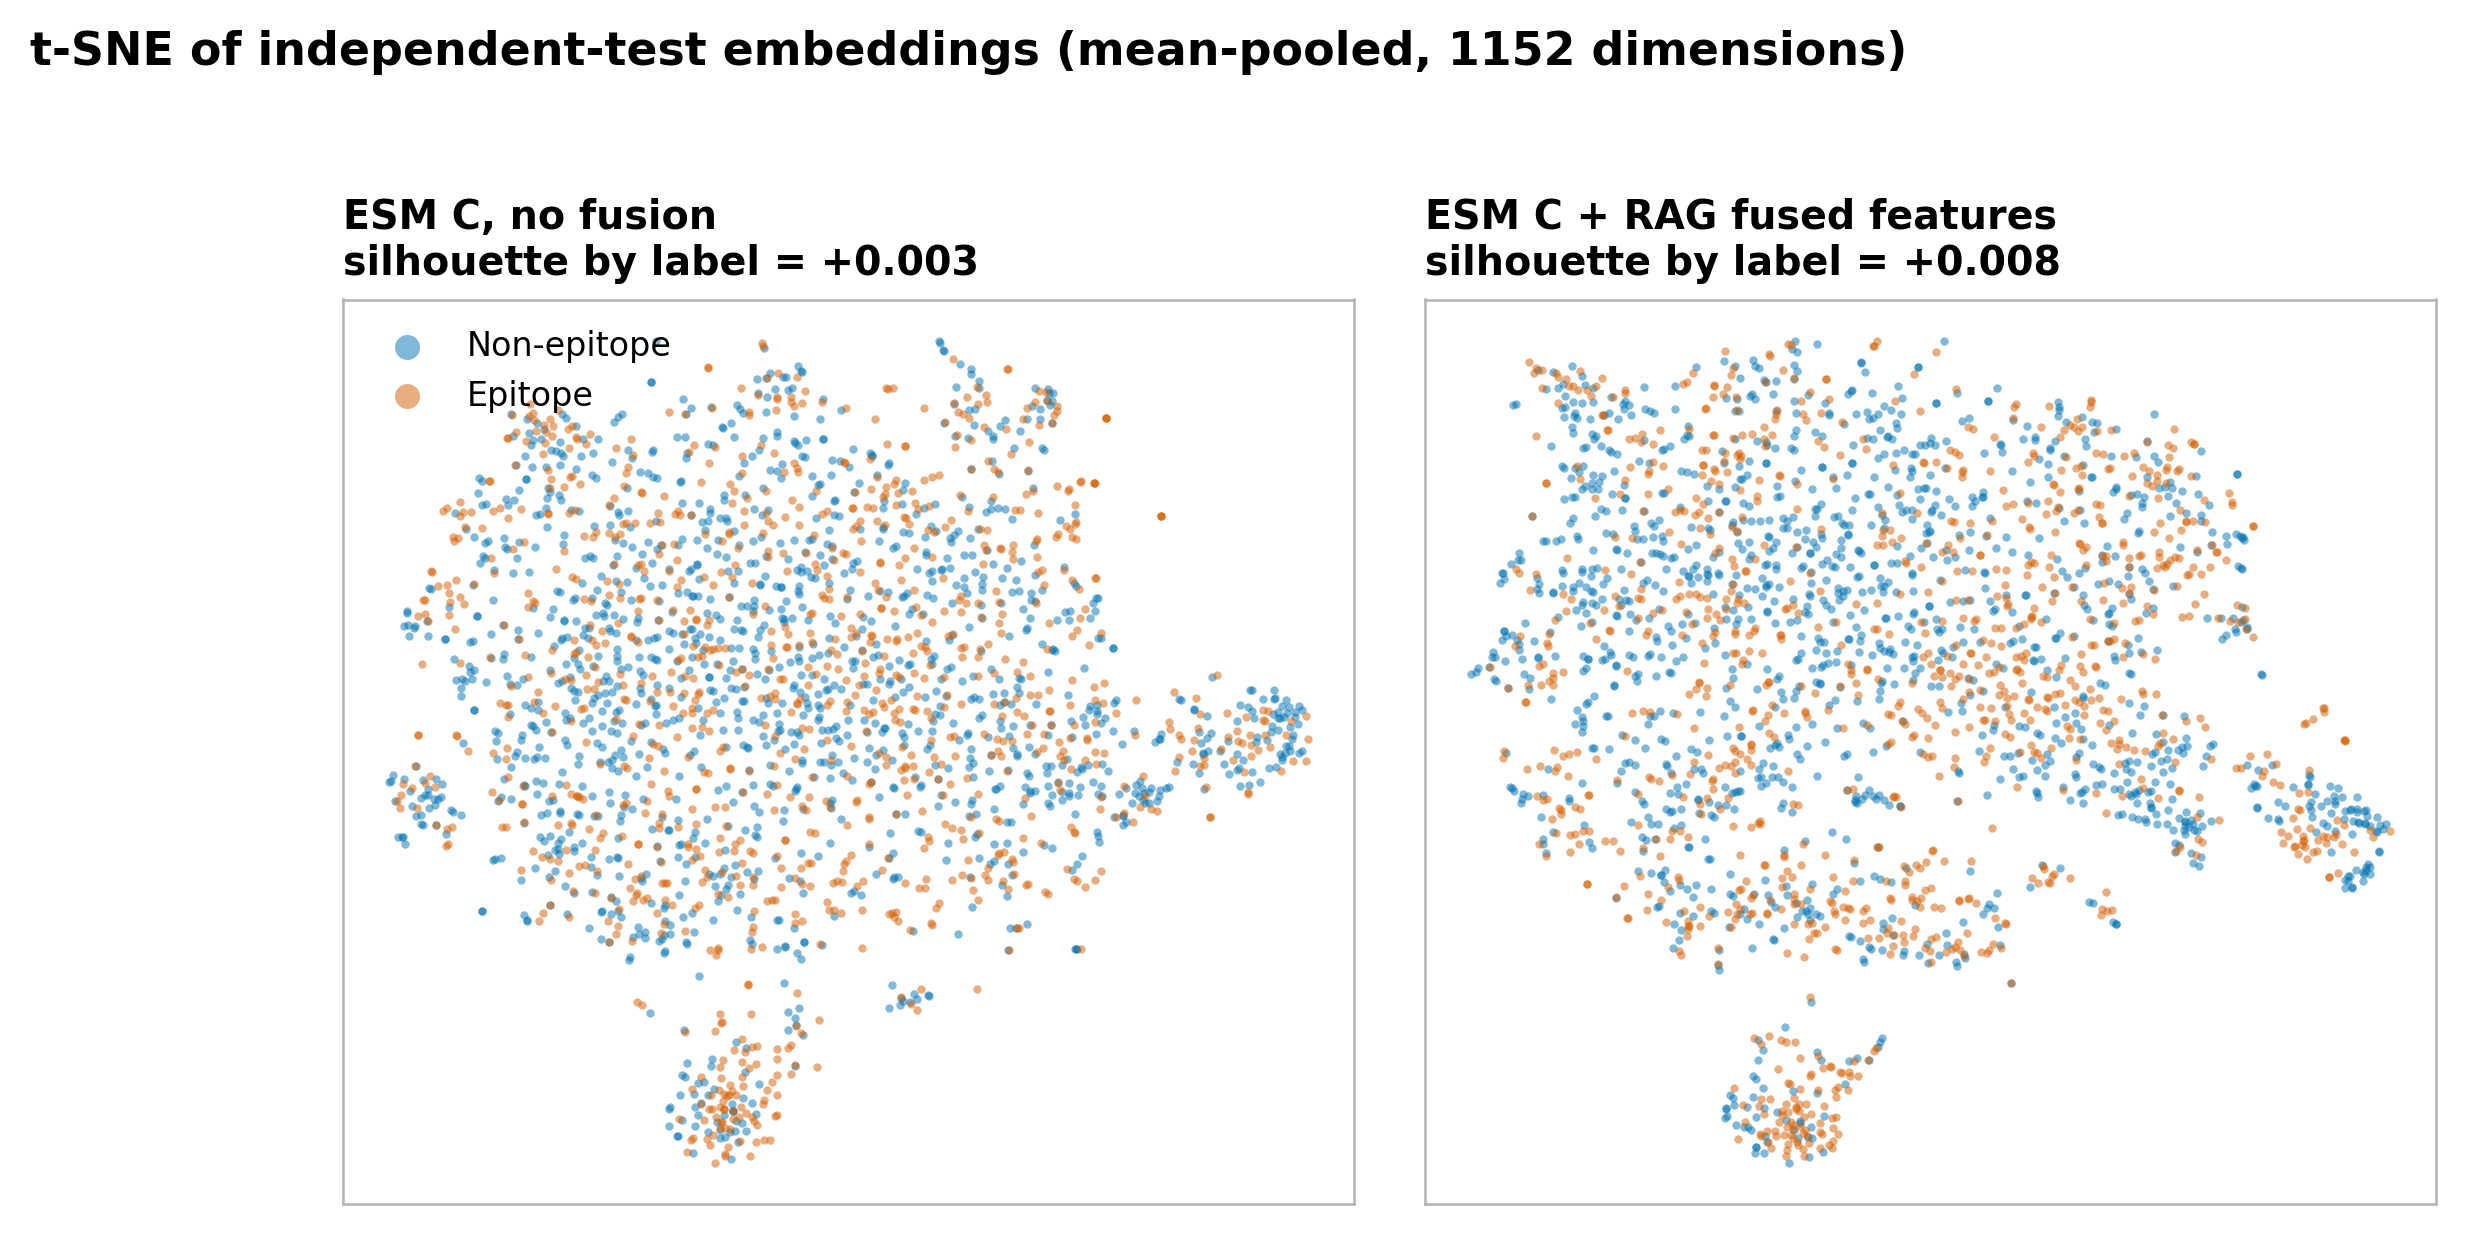 t-SNE of independent-test embeddings (mean-pooled, 1152 dimensions)
ESM C, no fusion
silhouette by label = +0.003
Non-epitope
Epitope
ESM C + RAG fused features
silhouette by label = +0.008